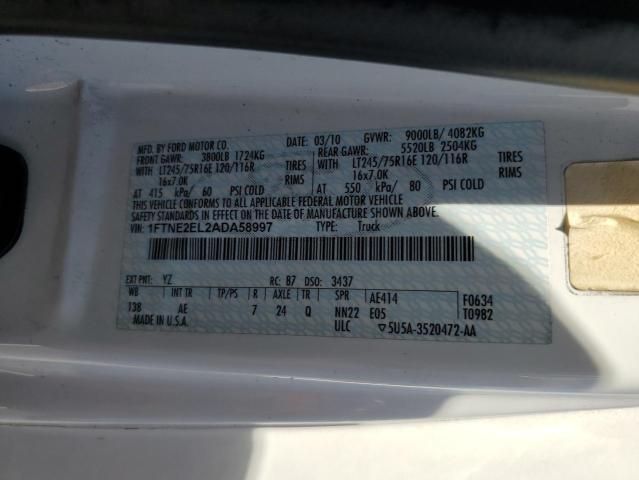 MFD. BY FORD MOTOR CO. DATE: 03/10 GVWR: 9000LB/ 4082KG
FRONT GAWR: 3800LB 1724KG REAR GAWR: 5520LB 2504KG
WITH LT245/75R16E 120/116R TIRES WITH LT245/75R16E 120/116R TIRES
16x7.0K RIMS 16x7.0K RIMS
AT 415 kPa/ 60 PSI COLD AT 550 kPa/ 80 PSI COLD
THIS VEHICLE CONFORMS TO ALL APPLICABLE FEDERAL MOTOR VEHICLE
SAFETY STANDARDS IN EFFECT ON THE DATE OF MANUFACTURE SHOWN ABOVE.
VIN: 1FTNE2EL2ADA58997 TYPE: Truck
EXT PNT: YZ RC: B7 DSO: 3437
WB INT TR TP/PS R AXLE TR SPR AE414 F0634
138 AE 7 24 Q NN22 E05 T0982
MADE IN U.S.A. ULC ▽5U5A-3520472-AA